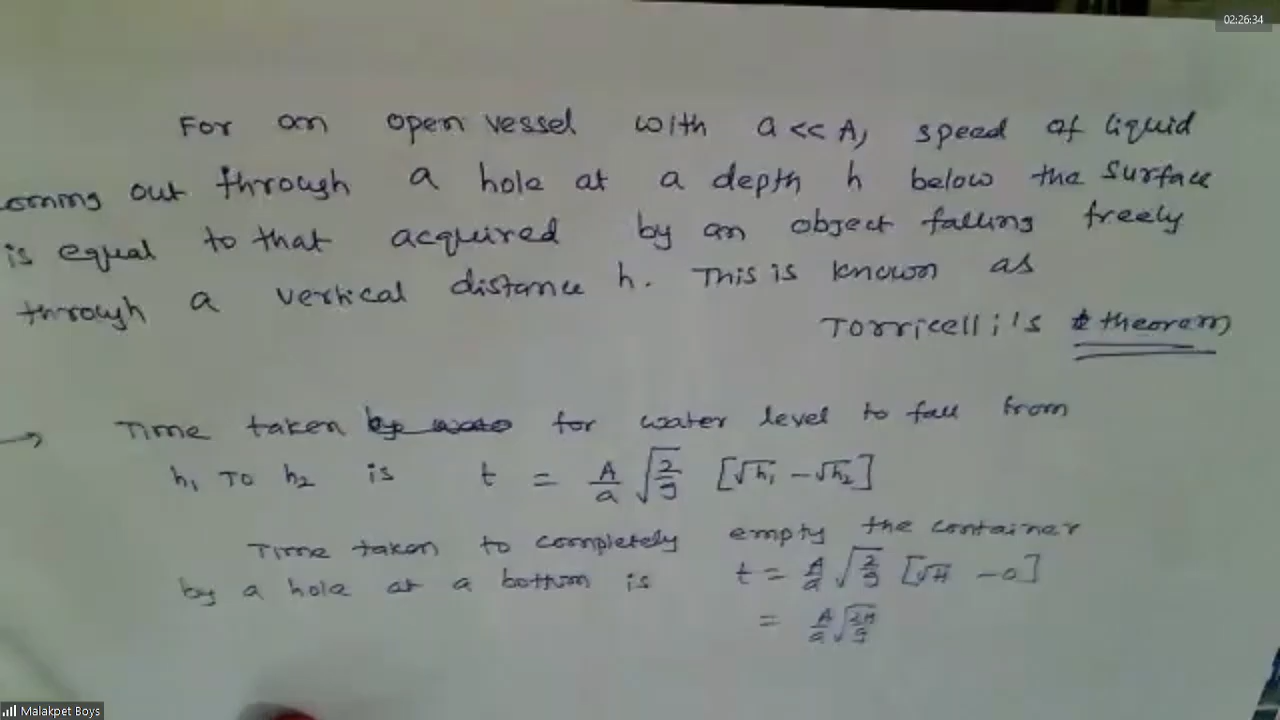 02:26:34
For an open vessel with a << A, speed of liquid
oming out through a hole at a depth h below the surface
is equal to that acquired by an object falling freely
through a vertical distance h. This is known as
Torricelli's theorem
→ Time taken for water level to fall from
h₁ To h₂ is t = A/a √(2/g) [√h₁ - √h₂]
Time taken to completely empty the container
by a hole at a bottom is t = A/a √(2/g) [√H - 0]
= A/a √(2H/g)
Malakpet Boys